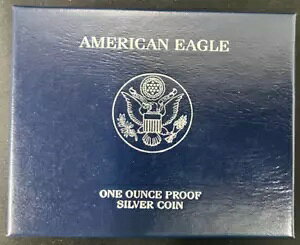 AMERICAN EAGLE
ONE OUNCE PROOF
SILVER COIN